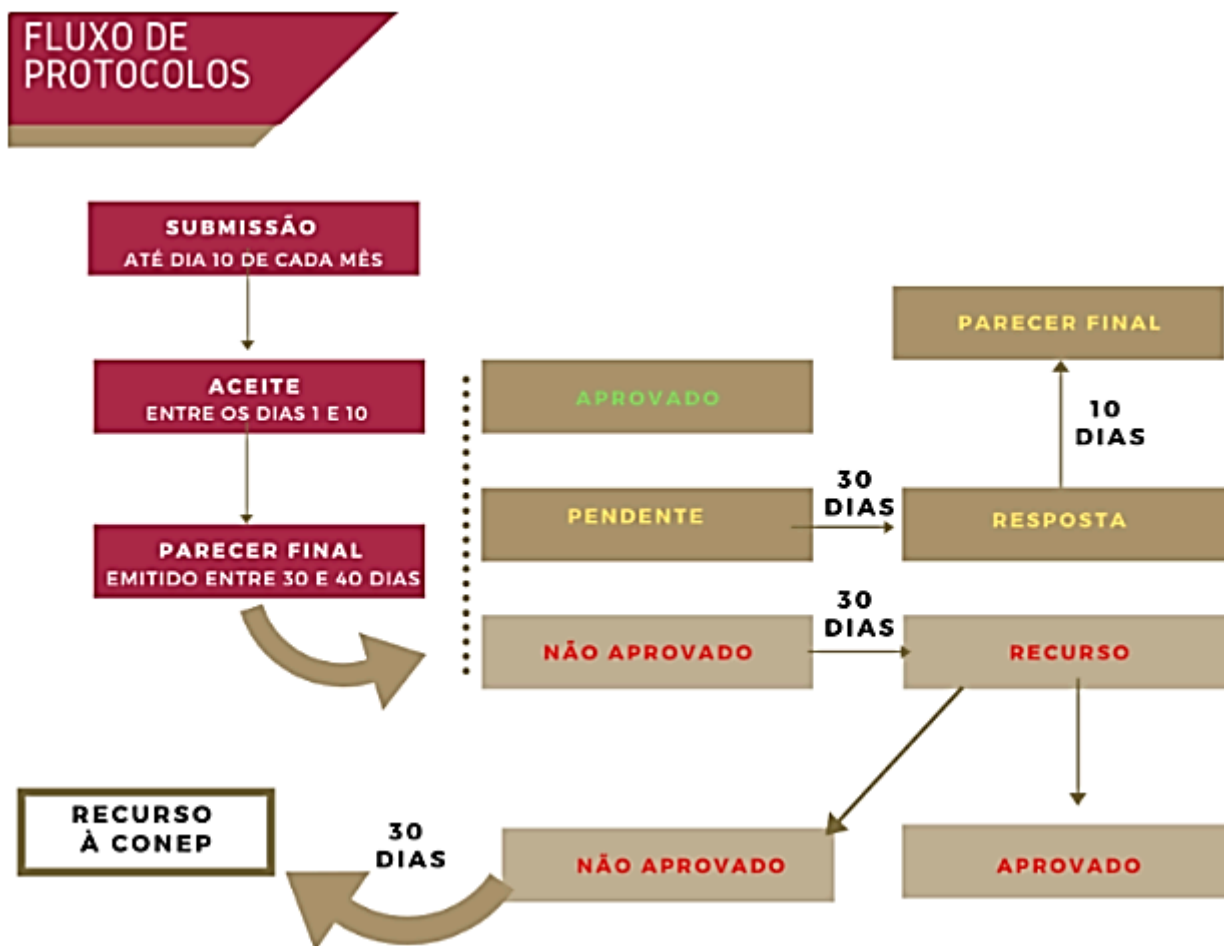 FLUXO DE
PROTOCOLOS
SUBMISSÃO
ATÉ DIA 10 DE CADA MÊS
ACEITE
ENTRE OS DIAS 1 E 10
PARECER FINAL
EMITIDO ENTRE 30 E 40 DIAS
APROVADO
PENDENTE
30
DIAS
RESPOSTA
10
DIAS
PARECER FINAL
NÃO APROVADO
30
DIAS
RECURSO
NÃO APROVADO
APROVADO
30
DIAS
RECURSO
À CONEP